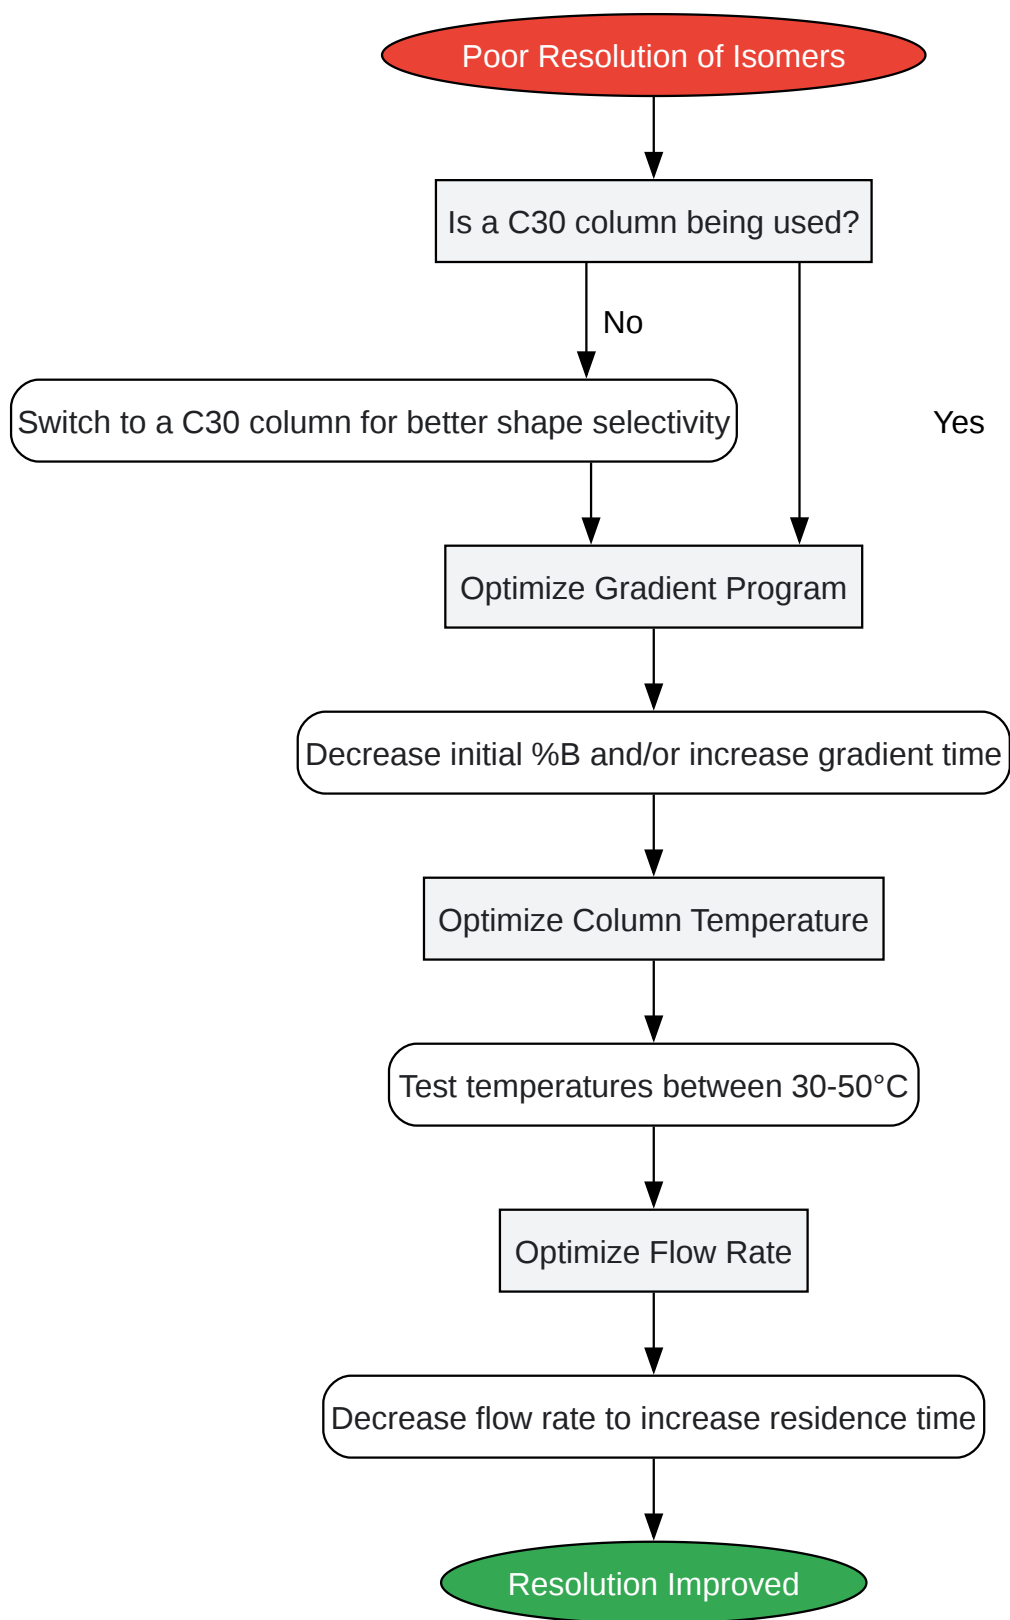 Poor Resolution of Isomers
Is a C30 column being used?
No
Switch to a C30 column for better shape selectivity
Yes
Optimize Gradient Program
Decrease initial %B and/or increase gradient time
Optimize Column Temperature
Test temperatures between 30-50°C
Optimize Flow Rate
Decrease flow rate to increase residence time
Resolution Improved